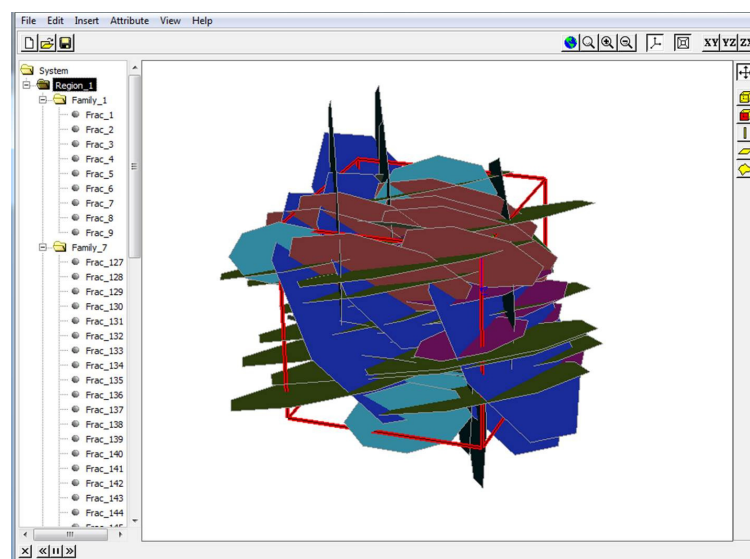 File Edit Insert Attribute View Help
XY YZ ZX
System
Region_1
Family_1
Frac_1
Frac_2
Frac_3
Frac_4
Frac_5
Frac_6
Frac_7
Frac_8
Frac_9
Family_7
Frac_127
Frac_128
Frac_129
Frac_130
Frac_131
Frac_132
Frac_133
Frac_134
Frac_135
Frac_136
Frac_137
Frac_138
Frac_139
Frac_140
Frac_141
Frac_142
Frac_143
Frac_144
Frac_145